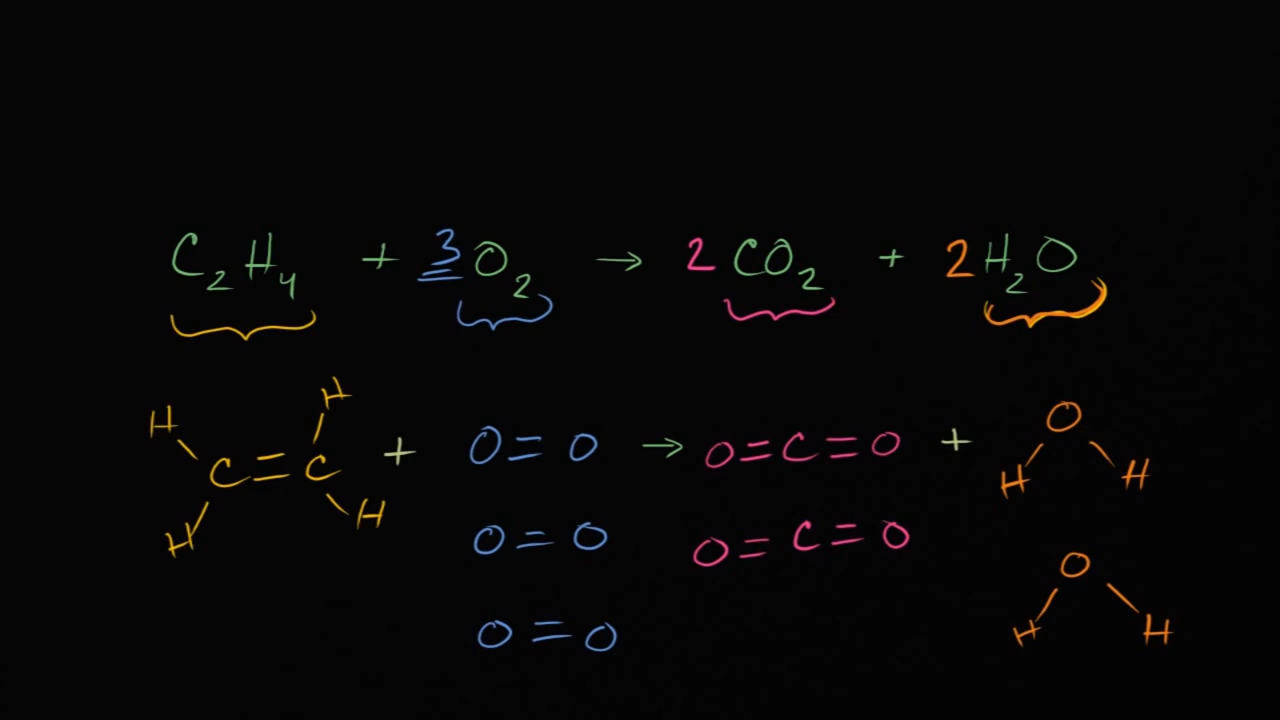 C₂H₄ + 3O₂ → 2CO₂ + 2H₂O
H H
C=C + O=O → O=C=O + O
H H H H
O=O O=C=O O
O=O H H